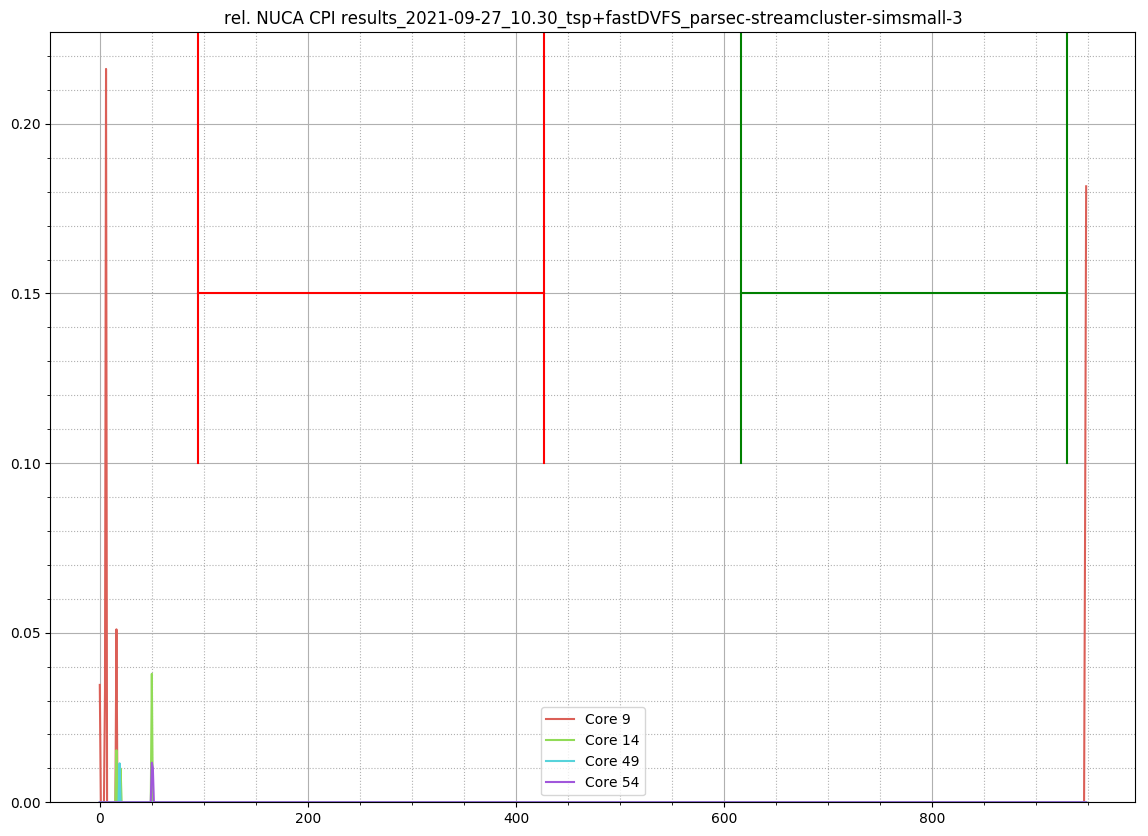 rel. NUCA CPI results_2021-09-27_10.30_tsp+fastDVFS_parsec-streamcluster-simsmall-3
0.20
0.15
0.10
0.05
0.00
Core 9
Core 14
Core 49
Core 54
0 200 400 600 800